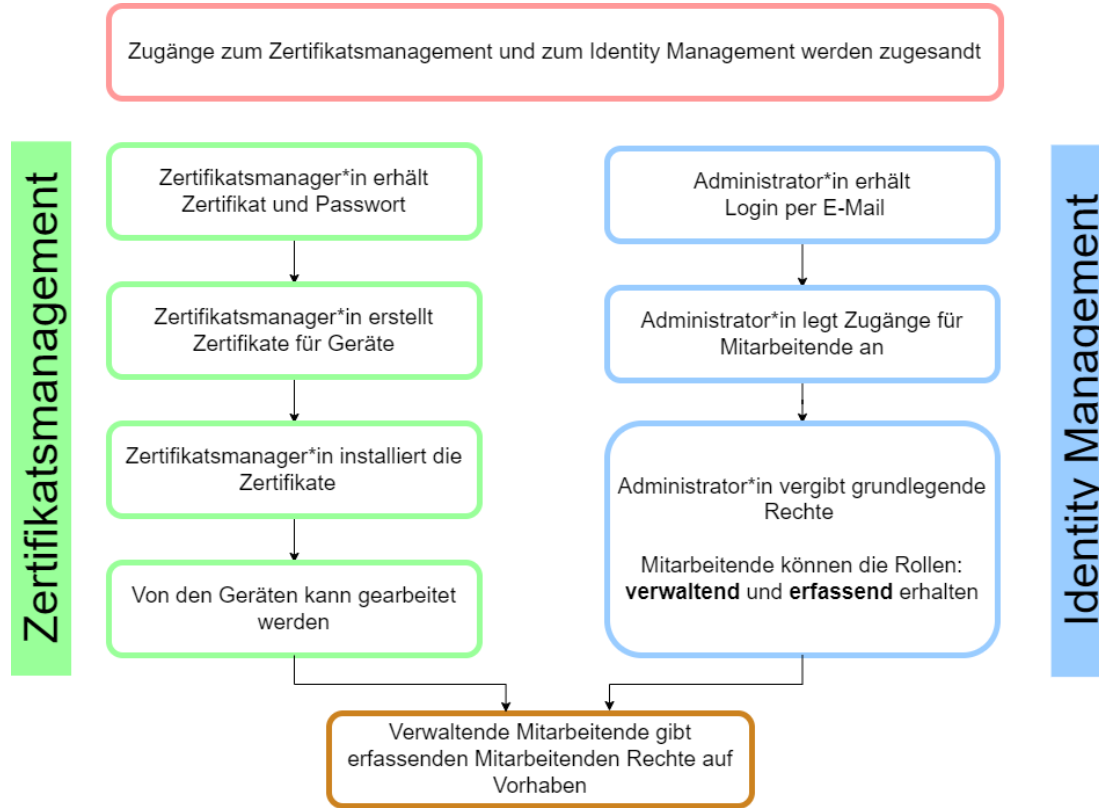 Zugänge zum Zertifikatsmanagement und zum Identity Management werden zugesandt
Zertifikatsmanagement
Zertifikatsmanager*in erhält
Zertifikat und Passwort
Zertifikatsmanager*in erstellt
Zertifikate für Geräte
Zertifikatsmanager*in installiert die
Zertifikate
Von den Geräten kann gearbeitet
werden
Administrator*in erhält
Login per E-Mail
Administrator*in legt Zugänge für
Mitarbeitende an
Administrator*in vergibt grundlegende
Rechte
Mitarbeitende können die Rollen:
verwaltend und erfassend erhalten
Identity Management
Verwaltende Mitarbeitende gibt
erfassenden Mitarbeitenden Rechte auf
Vorhaben